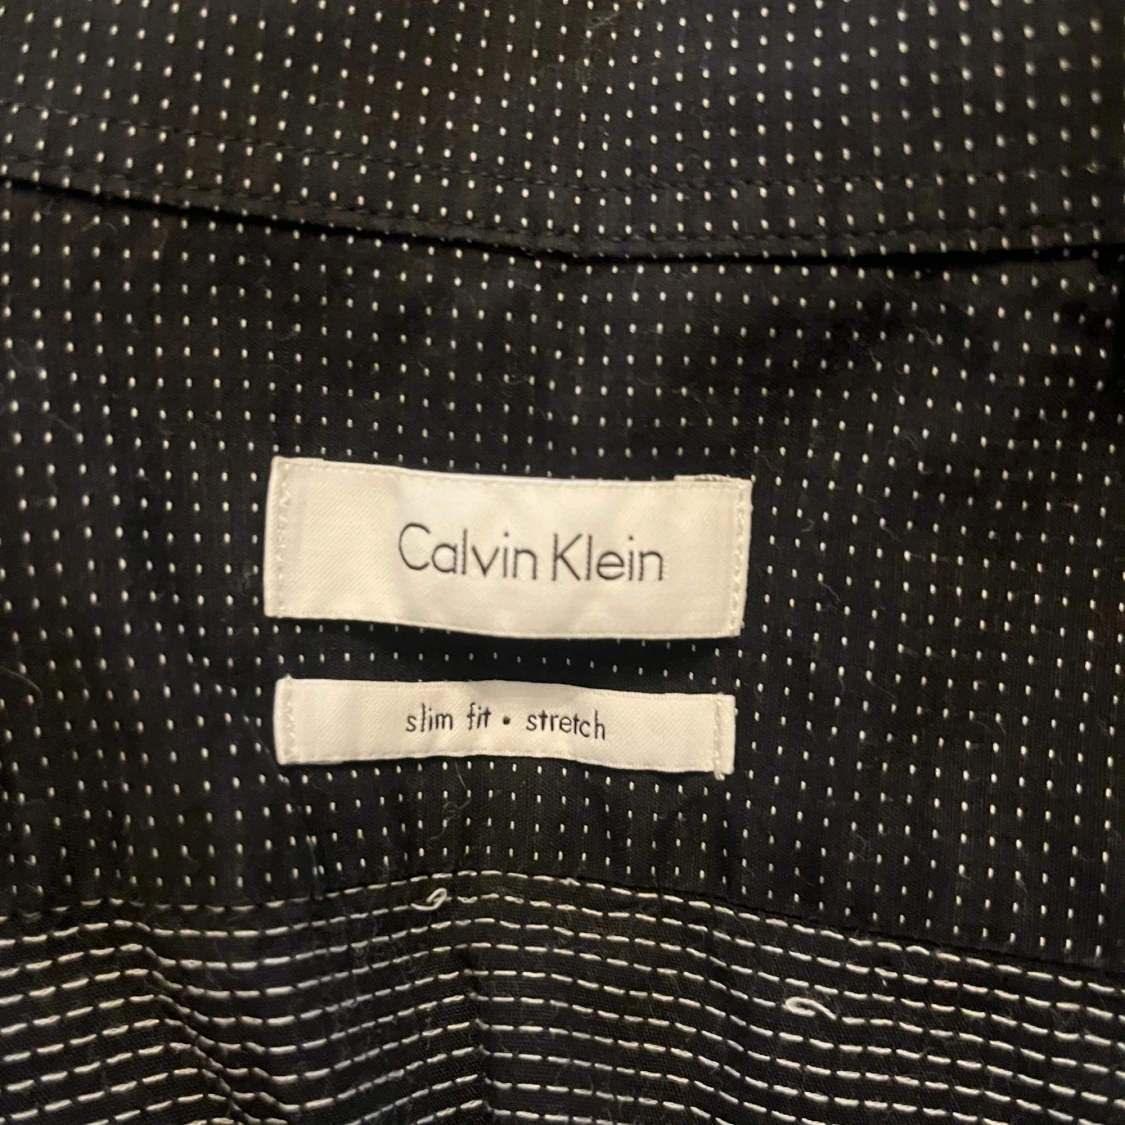 Calvin Klein
slim fit • stretch